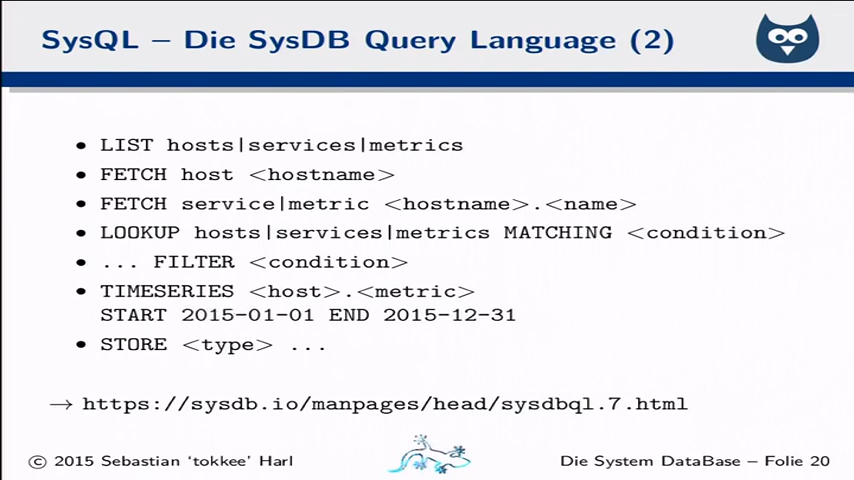 SysQL – Die SysDB Query Language (2)
• LIST hosts|services|metrics
• FETCH host <hostname>
• FETCH service|metric <hostname>.<name>
• LOOKUP hosts|services|metrics MATCHING <condition>
• ... FILTER <condition>
• TIMESERIES <host>.<metric>
START 2015-01-01 END 2015-12-31
• STORE <type> ...
→ https://sysdb.io/manpages/head/sysdbql.7.html
© 2015 Sebastian ‘tokkee’ Harl
Die System DataBase – Folie 20